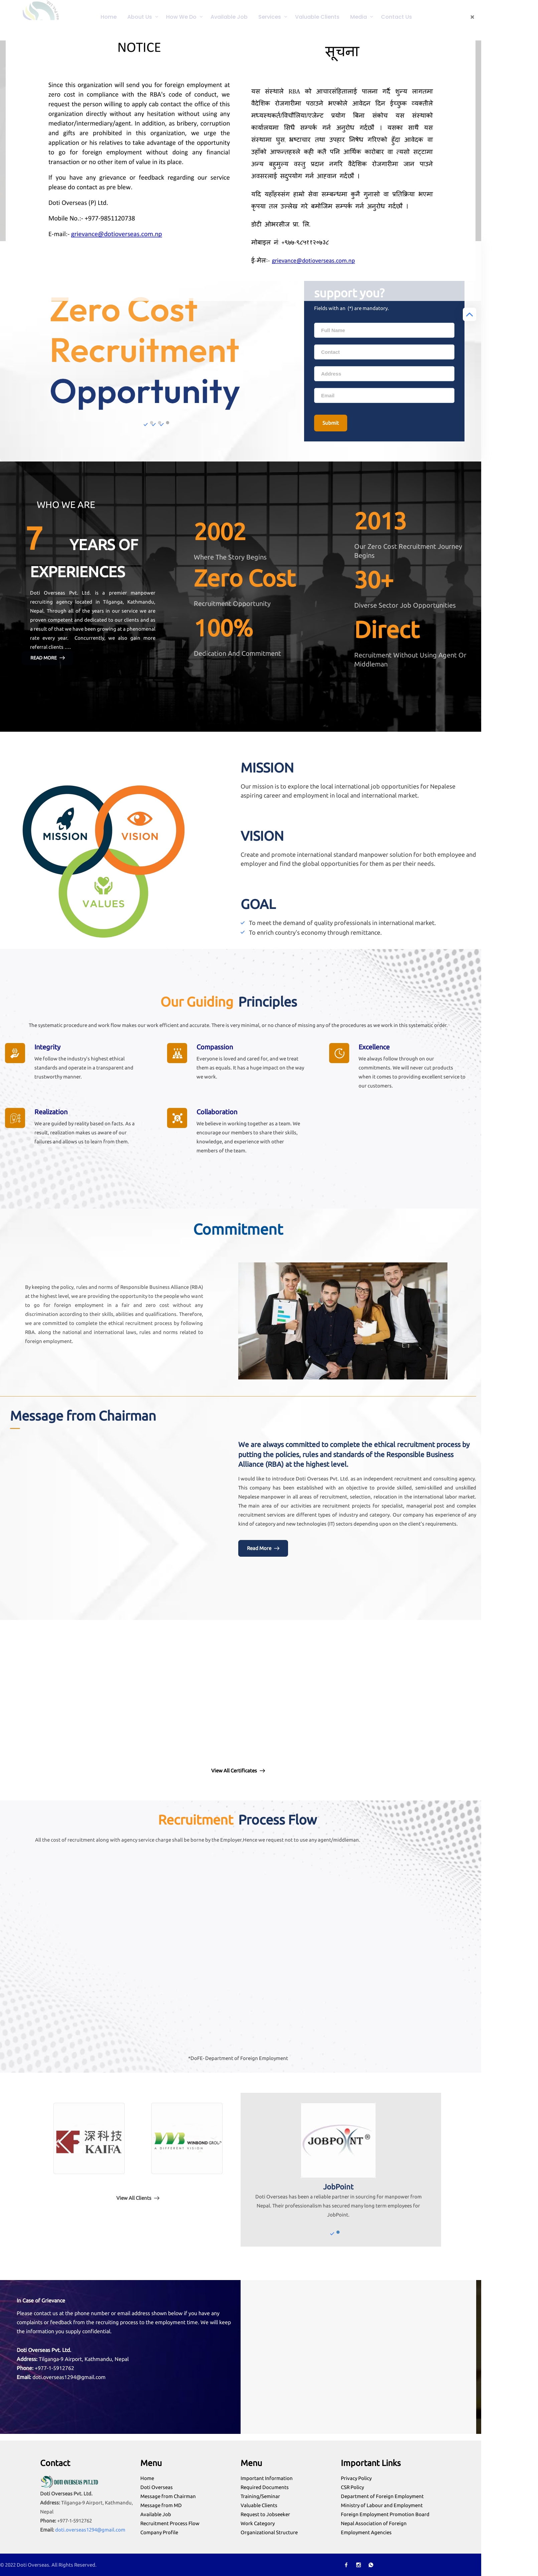 Home About Us How We Do Available Job Services Valuable Clients Media Contact Us
NOTICE
Since this organization will send you for foreign employment at
zero cost in compliance with the RBA's code of conduct, we
request the person willing to apply call contact the office of this
organization directly without any hesitation without using any
mediator/intermediary/agent. In addition, as bribery, corruption
and gifts are prohibited in this organization, we urge the
application to his relatives to take advantage of the opportunity
to go for foreign employment without doing any financial
transaction or no other item of value in its place.
If you have any grievance or feedback regarding our service
please do contact as pre blew.
Doti Overseas (P) Ltd.
Mobile No.:- +977-9851120738
E-mail:- grievance@dotioverseas.com.np
सूचना
यस संस्थाले RBA को आचारसंहितालाई पालना गर्दै शुन्य लागतमा
वैदेशिक रोजगारीमा पठाउने भएकोले आवेदन दिन ईच्छुक व्यक्तीले
मध्यस्थकर्ता/विचौलिया/एजेन्ट प्रयोग बिना संकोच यस संस्थाको
कार्यालयमा सिधै सम्पर्क गर्न अनुरोध गर्दछौं । यसका साथै यस
संस्थामा घुस भ्रष्टाचार तथा उपहार निषेध गरिएको हुँदा आवेदक वा
उहाँको आफन्तहरुले कही कतै पनि आर्थिक कारोबार वा त्यसो सट्टामा
अन्य बहुमुल्य वस्तु प्रदान नगरि वैदेशिक रोजगारीमा जान पाउने
अवसरलाई सदुपयोग गर्न आहवान गर्दछौं ।
यदि यहाँहरुसंग हाम्रो सेवा सम्बन्धमा कुनै गुनासो वा प्रतिक्रिया भएमा
कृप्या तल उल्लेख गरे बमोजिम सम्पर्क गर्न अनुरोध गर्दछौं ।
डोटी ओभरसीज प्रा. लि.
मोबाइल नं. +९७७-९८५११२०७३८
ई-मेल:- grievance@dotioverseas.com.np
Zero Cost
Recruitment
Opportunity
support you?
Fields with an (*) are mandatory.
Full Name
Contact
Address
Email
Submit
WHO WE ARE
7 YEARS OF
EXPERIENCES
Doti Overseas Pvt. Ltd. is a premier manpower
recruiting agency located in Tilganga, Kathmandu,
Nepal. Through all of the years in our service we are
proven competent and dedicated to our clients and as
a result of that we have been growing at a phenomenal
rate every year. Concurrently, we also gain more
referral clients .....
READ MORE
2002
Where The Story Begins
Zero Cost
Recruitment Opportunity
100%
Dedication And Commitment
2013
Our Zero Cost Recruitment Journey
Begins
30+
Diverse Sector Job Opportunities
Direct
Recruitment Without Using Agent Or
Middleman
MISSION
VISION
VALUES
MISSION
Our mission is to explore the local international job opportunities for Nepalese
aspiring career and employment in local and international market.
VISION
Create and promote international standard manpower solution for both employee and
employer and find the global opportunities for them as per their needs.
GOAL
To meet the demand of quality professionals in international market.
To enrich country's economy through remittance.
Our Guiding Principles
The systematic procedure and work flow makes our work efficient and accurate. There is very minimal, or no chance of missing any of the procedures as we work in this systematic order.
Integrity
We follow the industry's highest ethical
standards and operate in a transparent and
trustworthy manner.
Compassion
Everyone is loved and cared for, and we treat
them as equals. It has a huge impact on the way
we work.
Excellence
We always follow through on our
commitments. We will never cut products
when it comes to providing excellent service to
our customers.
Realization
We are guided by reality based on facts. As a
result, realization makes us aware of our
failures and allows us to learn from them.
Collaboration
We believe in working together as a team. We
encourage our members to share their skills,
knowledge, and experience with other
members of the team.
Commitment
By keeping the policy, rules and norms of Responsible Business Alliance (RBA)
at the highest level, we are providing the opportunity to the people who want
to go for foreign employment in a fair and zero cost without any
discrimination according to their skills, abilities and qualifications. Therefore,
we are committed to complete the ethical recruitment process by following
RBA. along the national and international laws, rules and norms related to
foreign employment.
Message from Chairman
We are always committed to complete the ethical recruitment process by
putting the policies, rules and standards of the Responsible Business
Alliance (RBA) at the highest level.
I would like to introduce Doti Overseas Pvt. Ltd. as an independent recruitment and consulting agency.
This company has been established with an objective to provide skilled, semi-skilled and unskilled
Nepalese manpower in all areas of recruitment, selection, relocation in the international labor market.
The main area of our activities are recruitment projects for specialist, managerial post and complex
recruitment services are different types of industry and category. Our company has experience of any
kind of category and new technologies (IT) sectors depending upon on the client's requirements.
Read More
View All Certificates
Recruitment Process Flow
All the cost of recruitment along with agency service charge shall be borne by the Employer.Hence we request not to use any agent/middleman.
*DoFE- Department of Foreign Employment
深科技
KAIFA
WINBOND GROUP
A DIFFERENT VISION
View All Clients
JOBPOINT®
JobPoint
Doti Overseas has been a reliable partner in sourcing for manpower from
Nepal. Their professionalism has secured many long term employees for
JobPoint.
In Case of Grievance
Please contact us at the phone number or email address shown below if you have any
complaints or feedback from the recruiting process to the employment time. We will keep
the information you supply confidential.
Doti Overseas Pvt. Ltd.
Address: Tilganga-9 Airport, Kathmandu, Nepal
Phone: +977-1-5912762
Email: doti.overseas1294@gmail.com
Contact
DOTI OVERSEAS PVT.LTD
Doti Overseas Pvt. Ltd.
Address: Tilganga-9 Airport, Kathmandu,
Nepal
Phone: +977-1-5912762
Email: doti.overseas1294@gmail.com
Menu
Home
Doti Overseas
Message from Chairman
Message from MD
Available Job
Recruitment Process Flow
Company Profile
Menu
Important Information
Required Documents
Training/Seminar
Valuable Clients
Request to Jobseeker
Work Category
Organizational Structure
Important Links
Privacy Policy
CSR Policy
Department of Foreign Employment
Ministry of Labour and Employment
Foreign Employment Promotion Board
Nepal Association of Foreign
Employment Agencies
© 2022 Doti Overseas. All Rights Reserved.